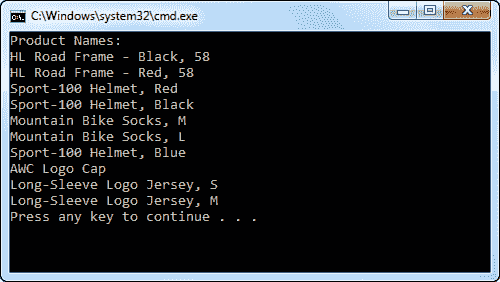 C:\Windows\system32\cmd.exe
Product Names:
HL Road Frame - Black, 58
HL Road Frame - Red, 58
Sport-100 Helmet, Red
Sport-100 Helmet, Black
Mountain Bike Socks, M
Mountain Bike Socks, L
Sport-100 Helmet, Blue
AWC Logo Cap
Long-Sleeve Logo Jersey, S
Long-Sleeve Logo Jersey, M
Press any key to continue . . .